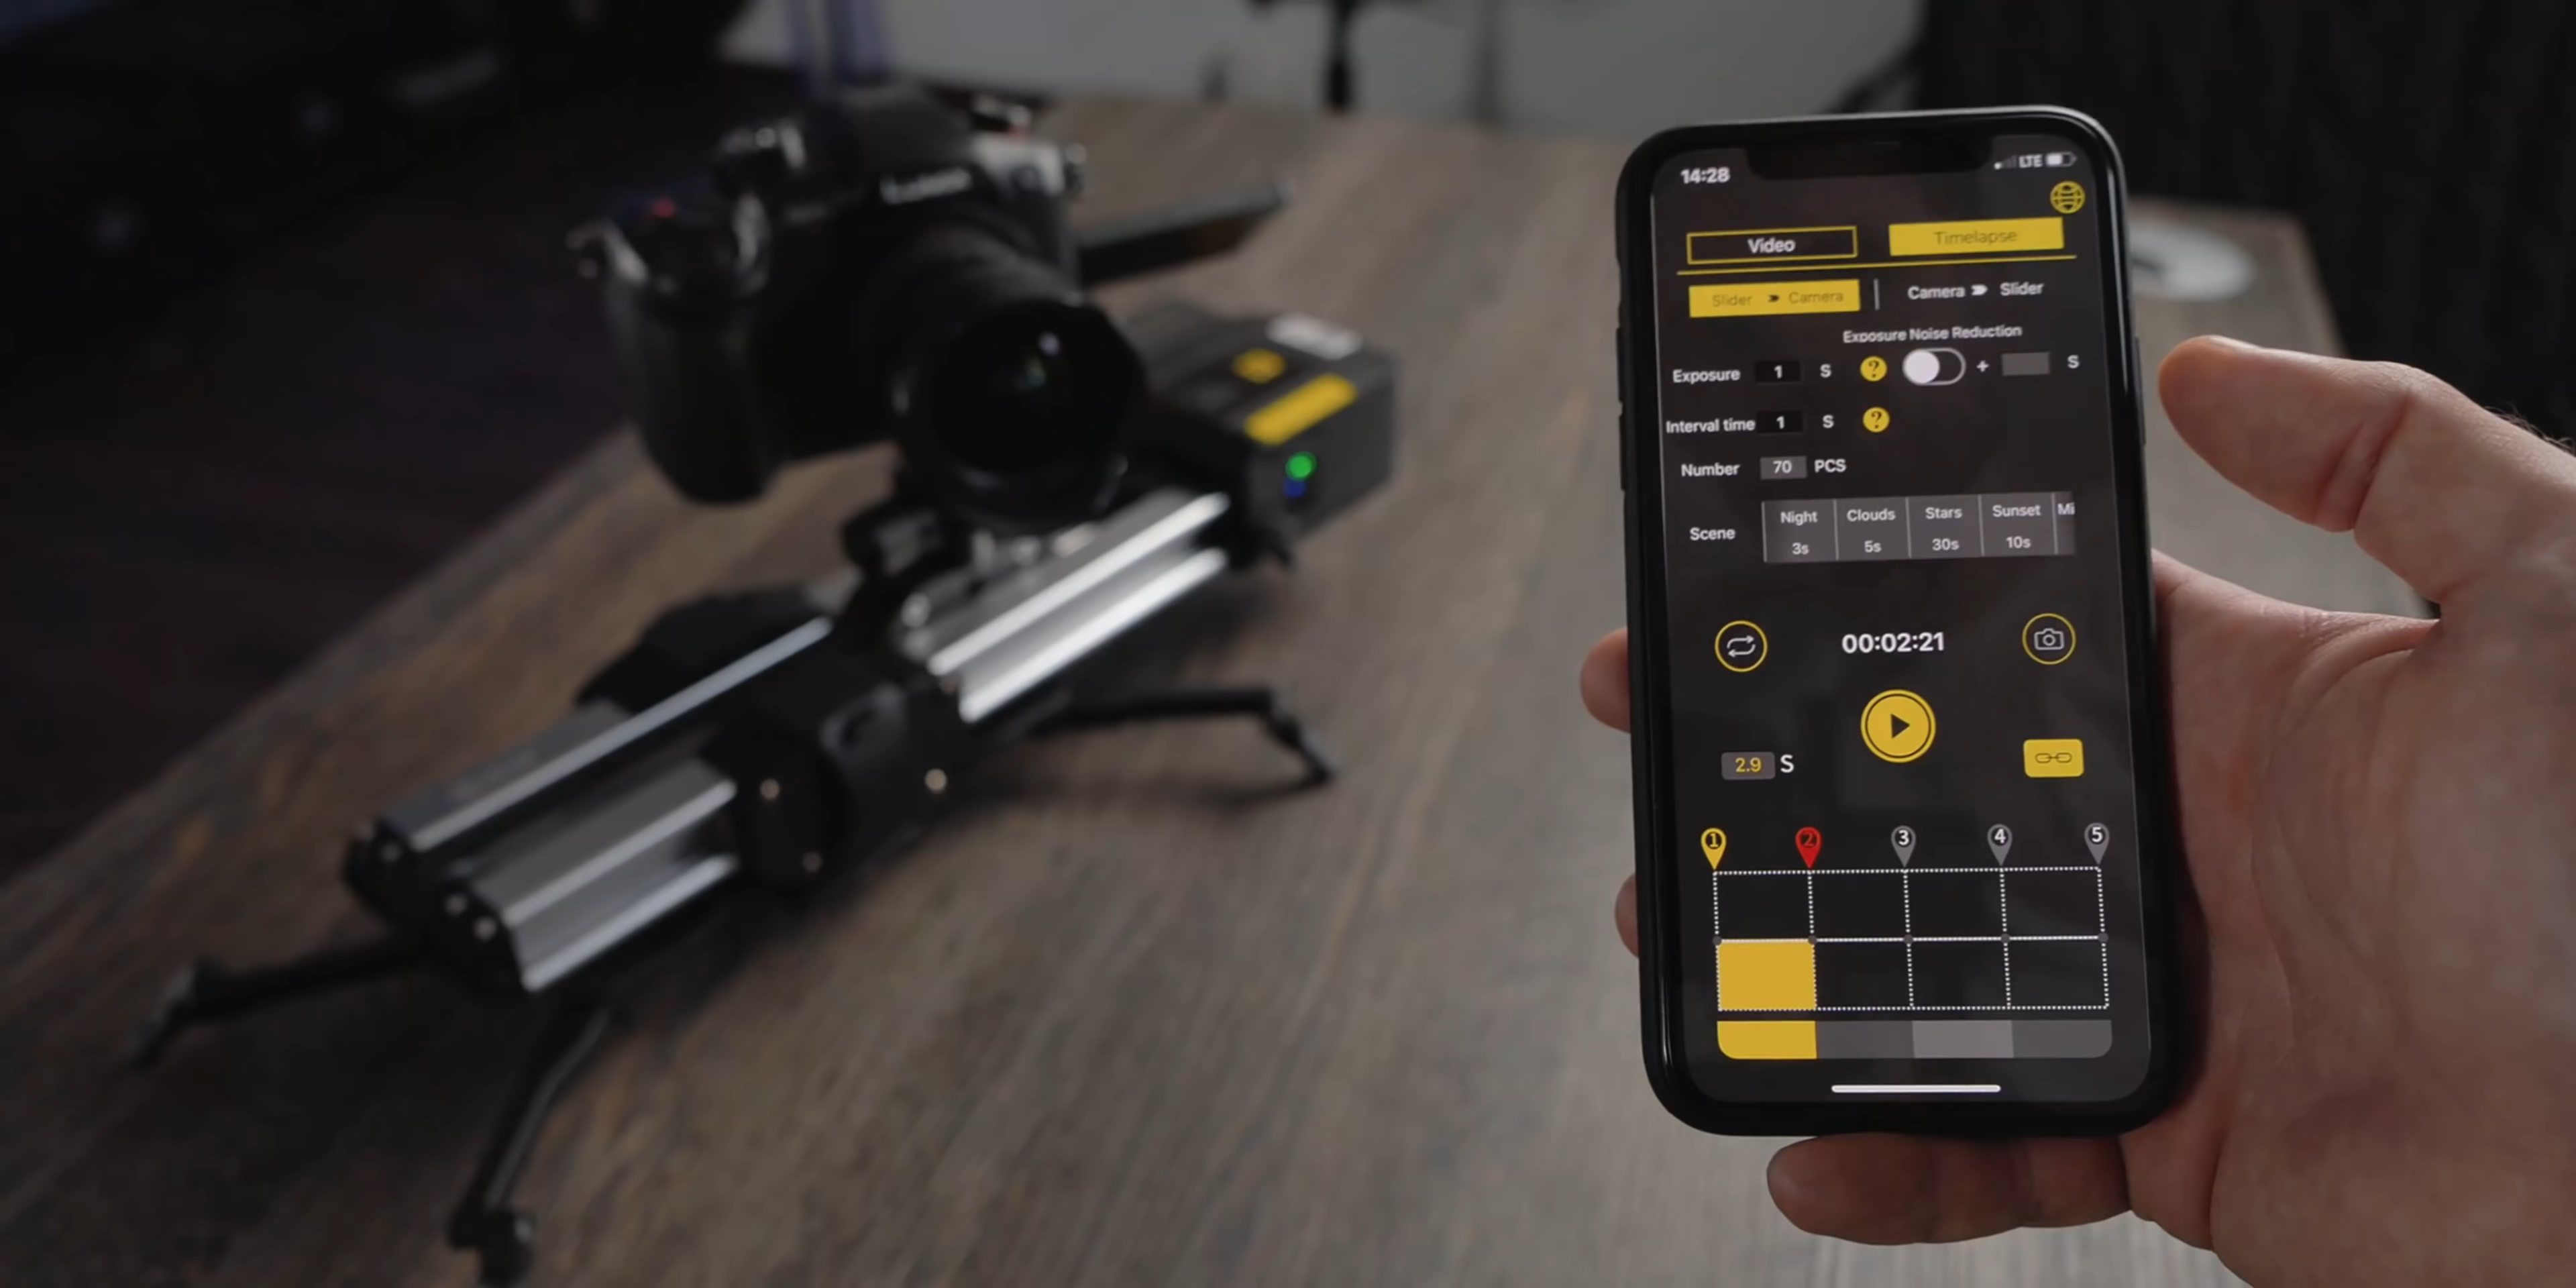 14:28 LTE
Video Timelapse
Slider Camera Camera Slider
Exposure Noise Reduction
Exposure 1 S ? + S
Interval time 1 S ?
Number 70 PCS
Night Clouds Stars Sunset Mi
Scene
3s 5s 30s 10s
00:02:21
2.9 S
1 2 3 4 5
LUMIX